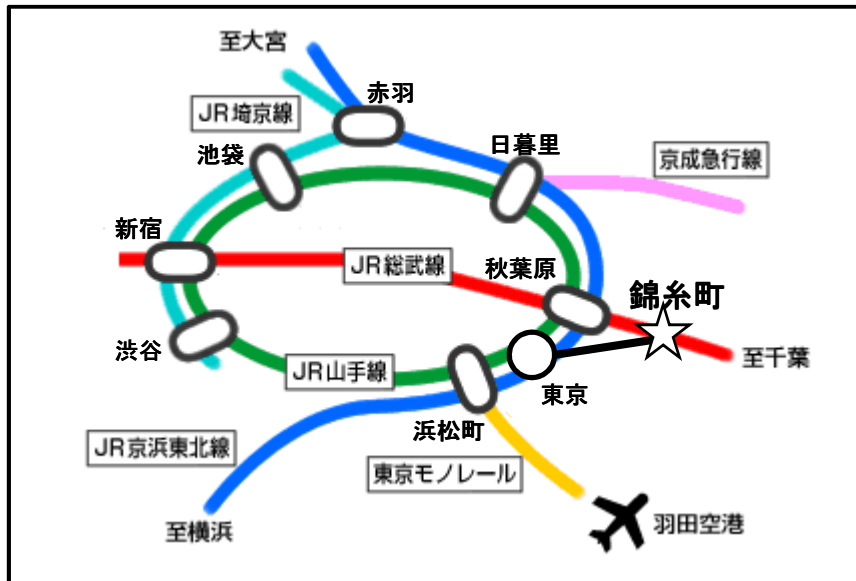 至大宮
赤羽
JR埼京線
池袋
日暮里
京成急行線
新宿
JR総武線
秋葉原
錦糸町
渋谷
JR山手線
東京
至千葉
浜松町
JR京浜東北線
東京モノレール
至横浜
羽田空港